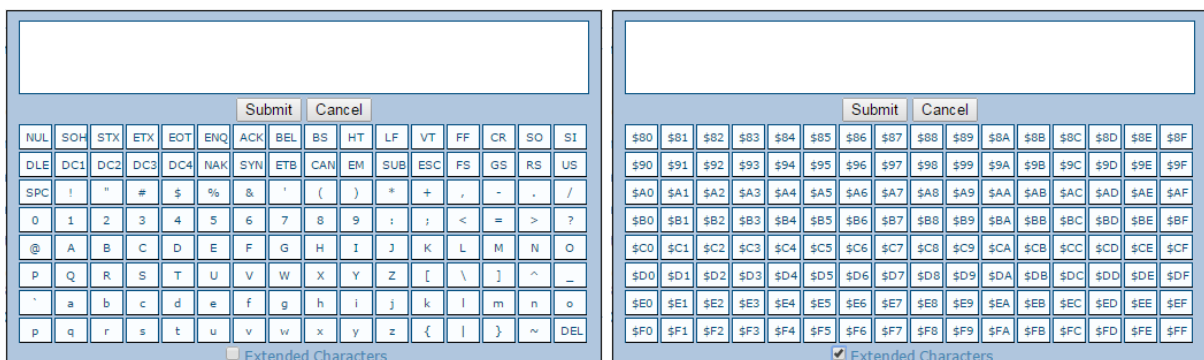 Submit Cancel
NUL SOH STX ETX EOT ENQ ACK BEL BS HT LF VT FF CR SO SI
DLE DC1 DC2 DC3 DC4 NAK SYN ETB CAN EM SUB ESC FS GS RS US
SPC ! " # $ % & ' ( ) * + , - . /
0 1 2 3 4 5 6 7 8 9 : ; < = > ?
@ A B C D E F G H I J K L M N O
P Q R S T U V W X Y Z [ \ ] ^ _
` a b c d e f g h i j k l m n o
p q r s t u v w x y z { | } ~ DEL
Extended Characters
Submit Cancel
$80 $81 $82 $83 $84 $85 $86 $87 $88 $89 $8A $8B $8C $8D $8E $8F
$90 $91 $92 $93 $94 $95 $96 $97 $98 $99 $9A $9B $9C $9D $9E $9F
$A0 $A1 $A2 $A3 $A4 $A5 $A6 $A7 $A8 $A9 $AA $AB $AC $AD $AE $AF
$B0 $B1 $B2 $B3 $B4 $B5 $B6 $B7 $B8 $B9 $BA $BB $BC $BD $BE $BF
$C0 $C1 $C2 $C3 $C4 $C5 $C6 $C7 $C8 $C9 $CA $CB $CC $CD $CE $CF
$D0 $D1 $D2 $D3 $D4 $D5 $D6 $D7 $D8 $D9 $DA $DB $DC $DD $DE $DF
$E0 $E1 $E2 $E3 $E4 $E5 $E6 $E7 $E8 $E9 $EA $EB $EC $ED $EE $EF
$F0 $F1 $F2 $F3 $F4 $F5 $F6 $F7 $F8 $F9 $FA $FB $FC $FD $FE $FF
Extended Characters